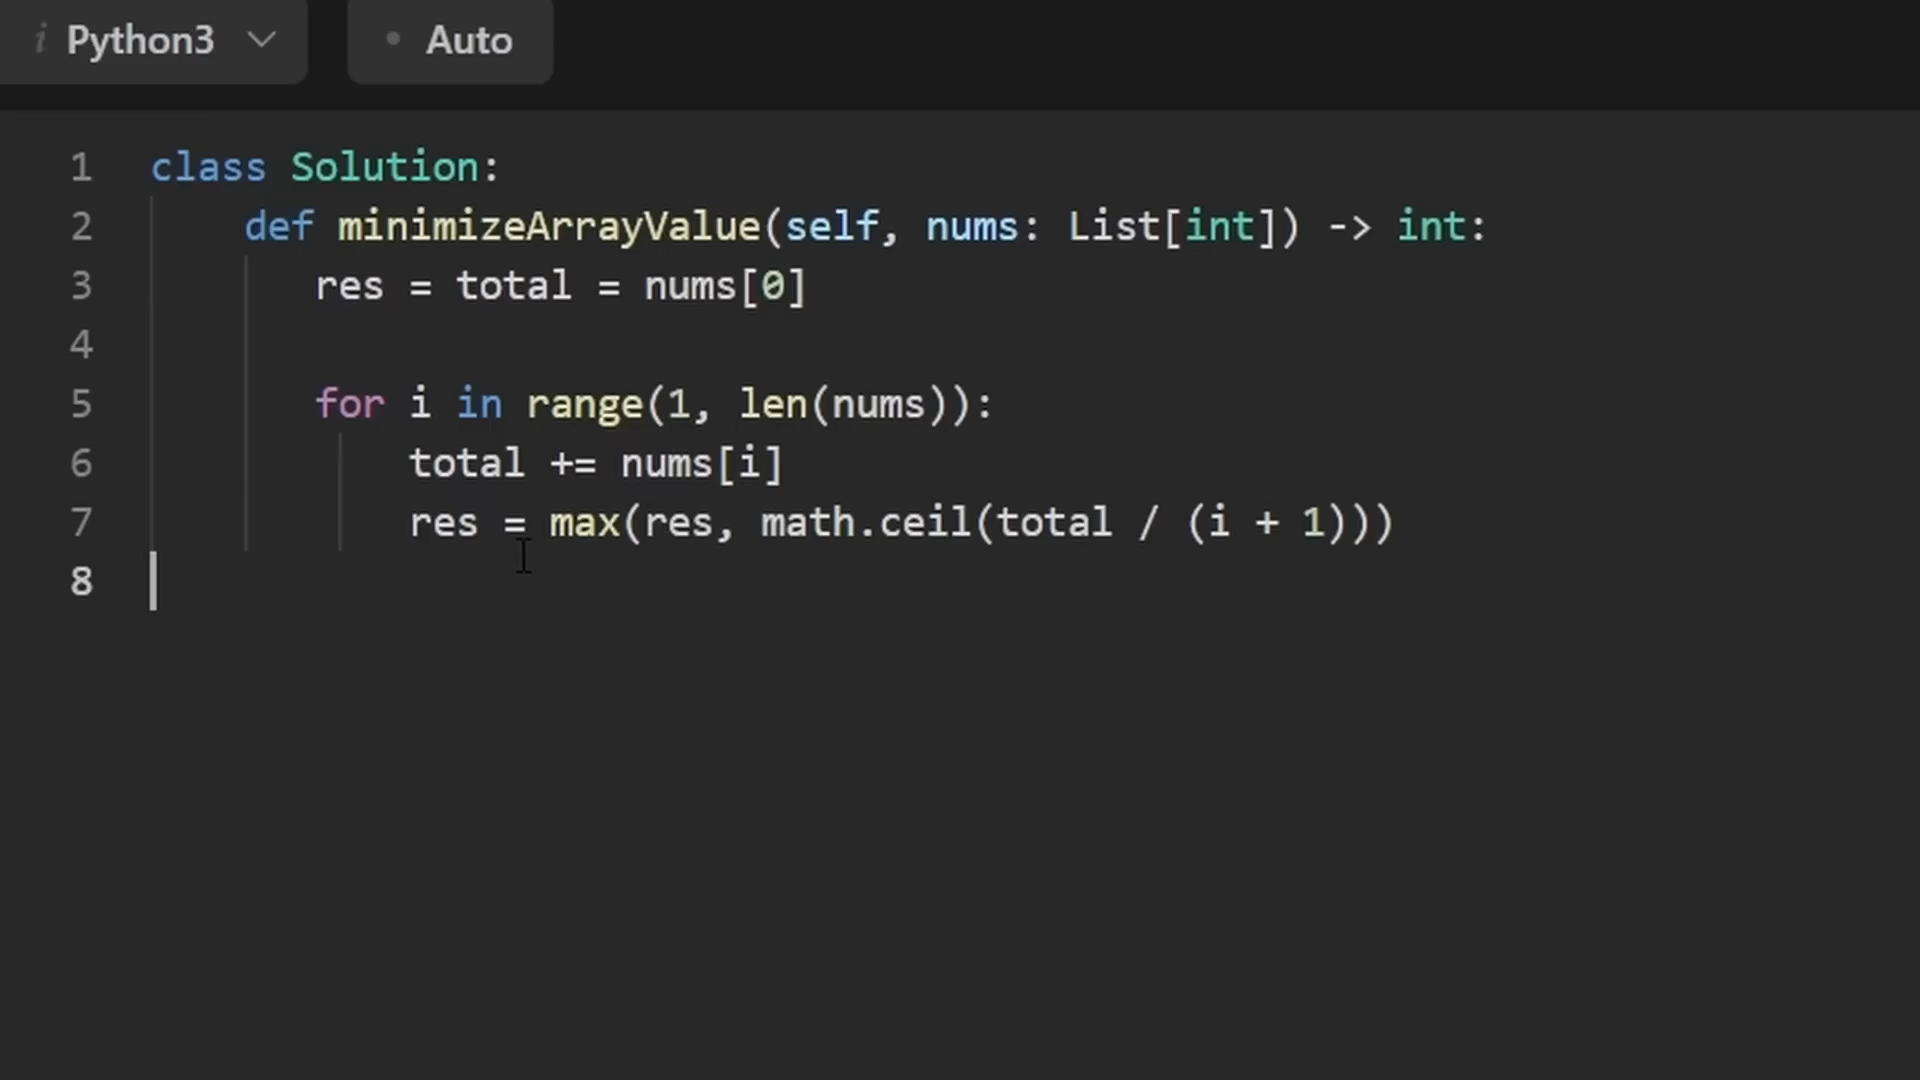 i Python3 • Auto
1 class Solution:
2 def minimizeArrayValue(self, nums: List[int]) -> int:
3 res = total = nums[0]
4
5 for i in range(1, len(nums)):
6 total += nums[i]
7 res = max(res, math.ceil(total / (i + 1)))
8